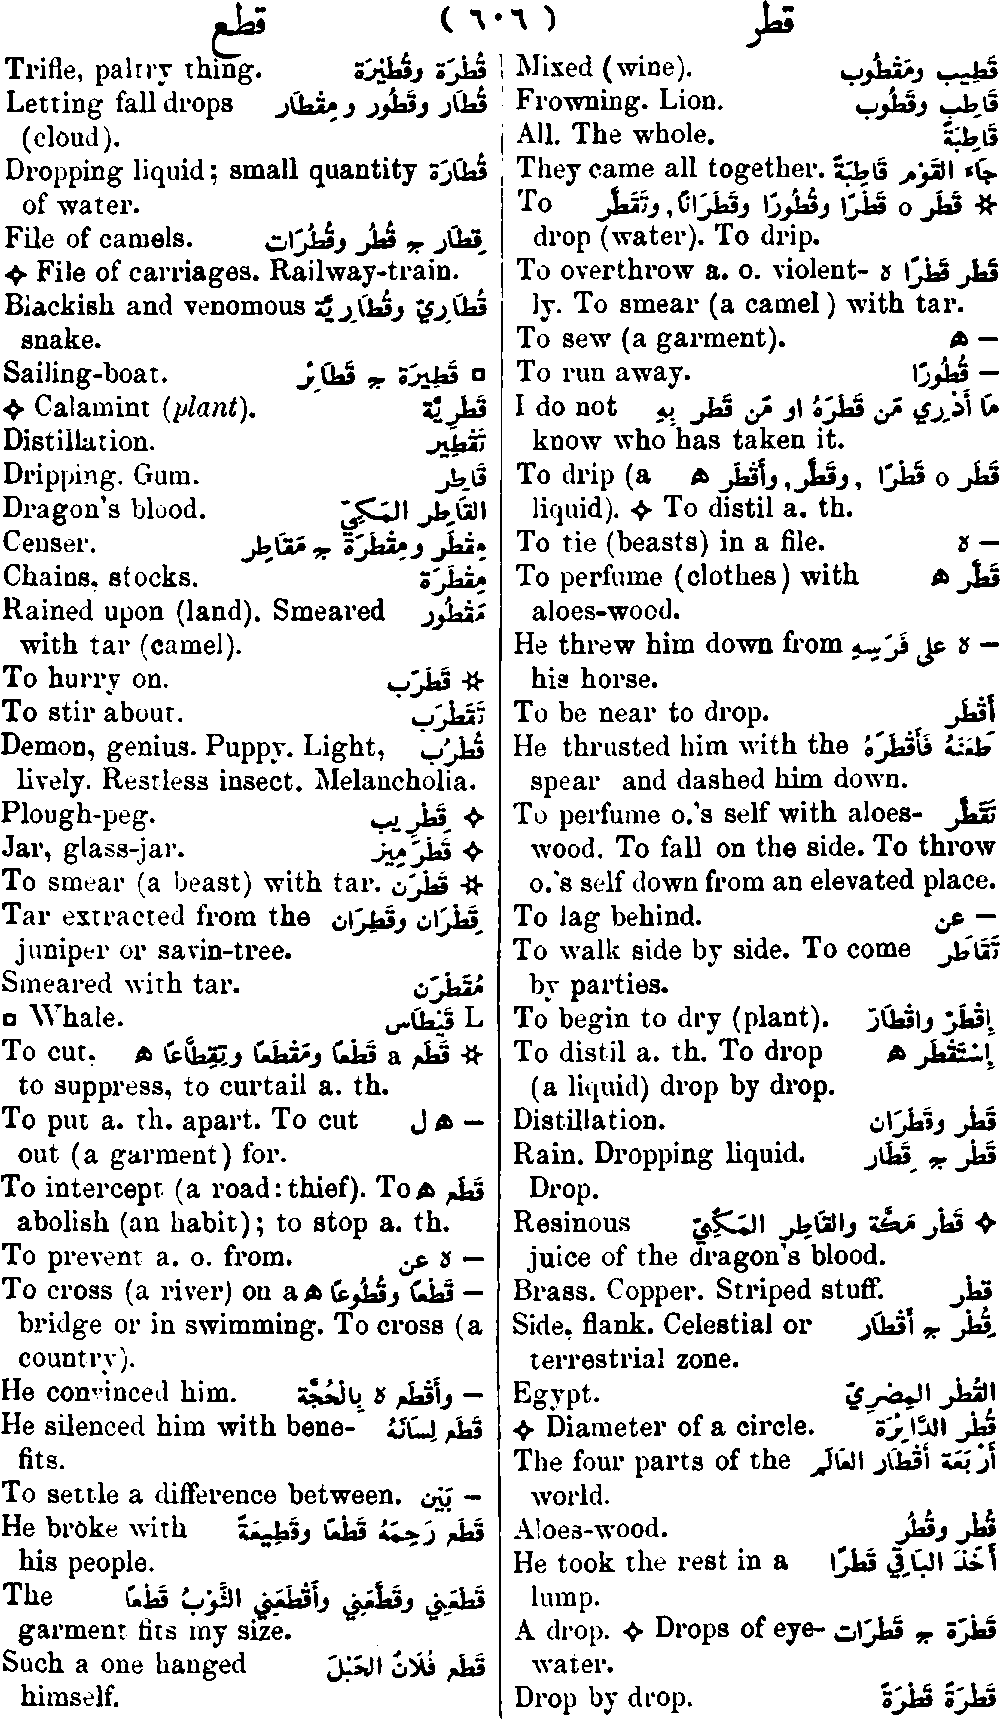 قطر ( ٦٠٦ ) قطع
Mixed (wine). قَطِيب ومَقْطُوب
Frowning. Lion. قَاطِب وقَطُوب
All. The whole. قَاطِبَةً
They came all together. جَاء القَوْم قَاطِبَةً
To ✲ قَطَر o قَطْرًا وقُطُورًا وقَطَرَانًا, وتَقَطَّر
drop (water). To drip.
To overthrow a. o. violent- قَطَر قَطْرًا ه
ly. To smear (a camel) with tar.
To sew (a garment). — ه
To run away. — قُطُورًا
I do not مَا أَدْرِي مَن قَطَرَهُ او مَن قَطَر بِهِ
know who has taken it.
To drip (a قَطَر o قَطْرًا , وقَطَّر, وأَقْطَر ه
liquid). ✧ To distil a. th.
To tie (beasts) in a file. — ه
To perfume (clothes) with قَطَّر ه
aloes-wood.
He threw him down from — ه على فَرَسِهِ
his horse.
To be near to drop. أَقْطَر
He thrusted him with the طَعَنَهُ فَأَقْطَرَهُ
spear and dashed him down.
To perfume o.'s self with aloes- تَقَطَّر
wood. To fall on the side. To throw
o.'s self down from an elevated place.
To lag behind. — عن
To walk side by side. To come تَقَاطَر
by parties.
To begin to dry (plant). إِقْطَرّ واقْطَارّ
To distil a. th. To drop إِسْتَقْطَر ه
(a liquid) drop by drop.
Distillation. قَطْر وقَطَرَان
Rain. Dropping liquid. قَطْر ج قِطَار
Drop.
Resinous ✧ قَطْر مَكَّة والقَاطِر المَكِّيّ
juice of the dragon's blood.
Brass. Copper. Striped stuff. قِطْر
Side, flank. Celestial or قُطْر ج أَقْطَار
terrestrial zone.
Egypt. القُطْر المِصْرِيّ
✧ Diameter of a circle. قُطْر الدَّايِرَة
The four parts of the أَرْبَعَة أَقْطَار العَالَم
world.
Aloes-wood. قُطْر وقُطُر
He took the rest in a أَخَذَ البَاقِي قَطْرًا
lump.
A drop. ✧ Drops of eye- قَطْرَة ج قَطَرَات
water.
Drop by drop. قَطْرَةً قَطْرَةً
Trifle, paltry thing. قُطْرَة وقُطَيْرَة
Letting fall drops قُطَار وقَطُور ومِقْطَار
(cloud).
Dropping liquid; small quantity قُطَارَة
of water.
File of camels. قِطَار ج قُطُر وقُطُرَات
✧ File of carriages. Railway-train.
Blackish and venomous قُطَارِيّ وقُطَارِيَّة
snake.
Sailing-boat. □ قَطِيرَة ج قَطَائِر
✧ Calamint (plant). قَطَرِيَّة
Distillation. تَقْطِير
Dripping. Gum. قَاطِر
Dragon's blood. القَاطِر المَكِّيّ
Censer. مِقْطَر ومِقْطَرَة ج مَقَاطِر
Chains, stocks. مِقْطَرَة
Rained upon (land). Smeared مَقْطُور
with tar (camel).
To hurry on. ✲ قَطْرَب
To stir about. تَقَطْرَب
Demon, genius. Puppy. Light, قُطْرُب
lively. Restless insect. Melancholia.
Plough-peg. ✧ قِطْرِيب
Jar, glass-jar. ✧ قَطْرَمِيز
To smear (a beast) with tar. ✲ قَطْرَن
Tar extracted from the قِطْرَان وقَطِرَان
juniper or savin-tree.
Smeared with tar. مُقَطْرَن
□ Whale. L قَيْطَاس
To cut, ✲ قَطَع a قَطْعًا ومَقْطَعًا وتِقِطَّاعًا ه
to suppress, to curtail a. th.
To put a. th. apart. To cut — ه ل
out (a garment) for.
To intercept (a road: thief). To قَطَع ه
abolish (an habit); to stop a. th.
To prevent a. o. from. — ه عن
To cross (a river) on a — قَطْعًا وقُطُوعًا ه
bridge or in swimming. To cross (a
country).
He convinced him. — وأَقْطَع ه بِالْحُجَّة
He silenced him with bene- قَطَع لِسَانَهُ
fits.
To settle a difference between. — بَيْن
He broke with قَطَع رَحِمَهُ قَطْعًا وقَطِيعَةً
his people.
The قَطَعَنِي وقَطَّعَنِي وأَقْطَعَنِي الثَّوْبُ قَطْعًا
garment fits my size.
Such a one hanged قَطَع فُلَانٌ الحَبْلَ
himself.